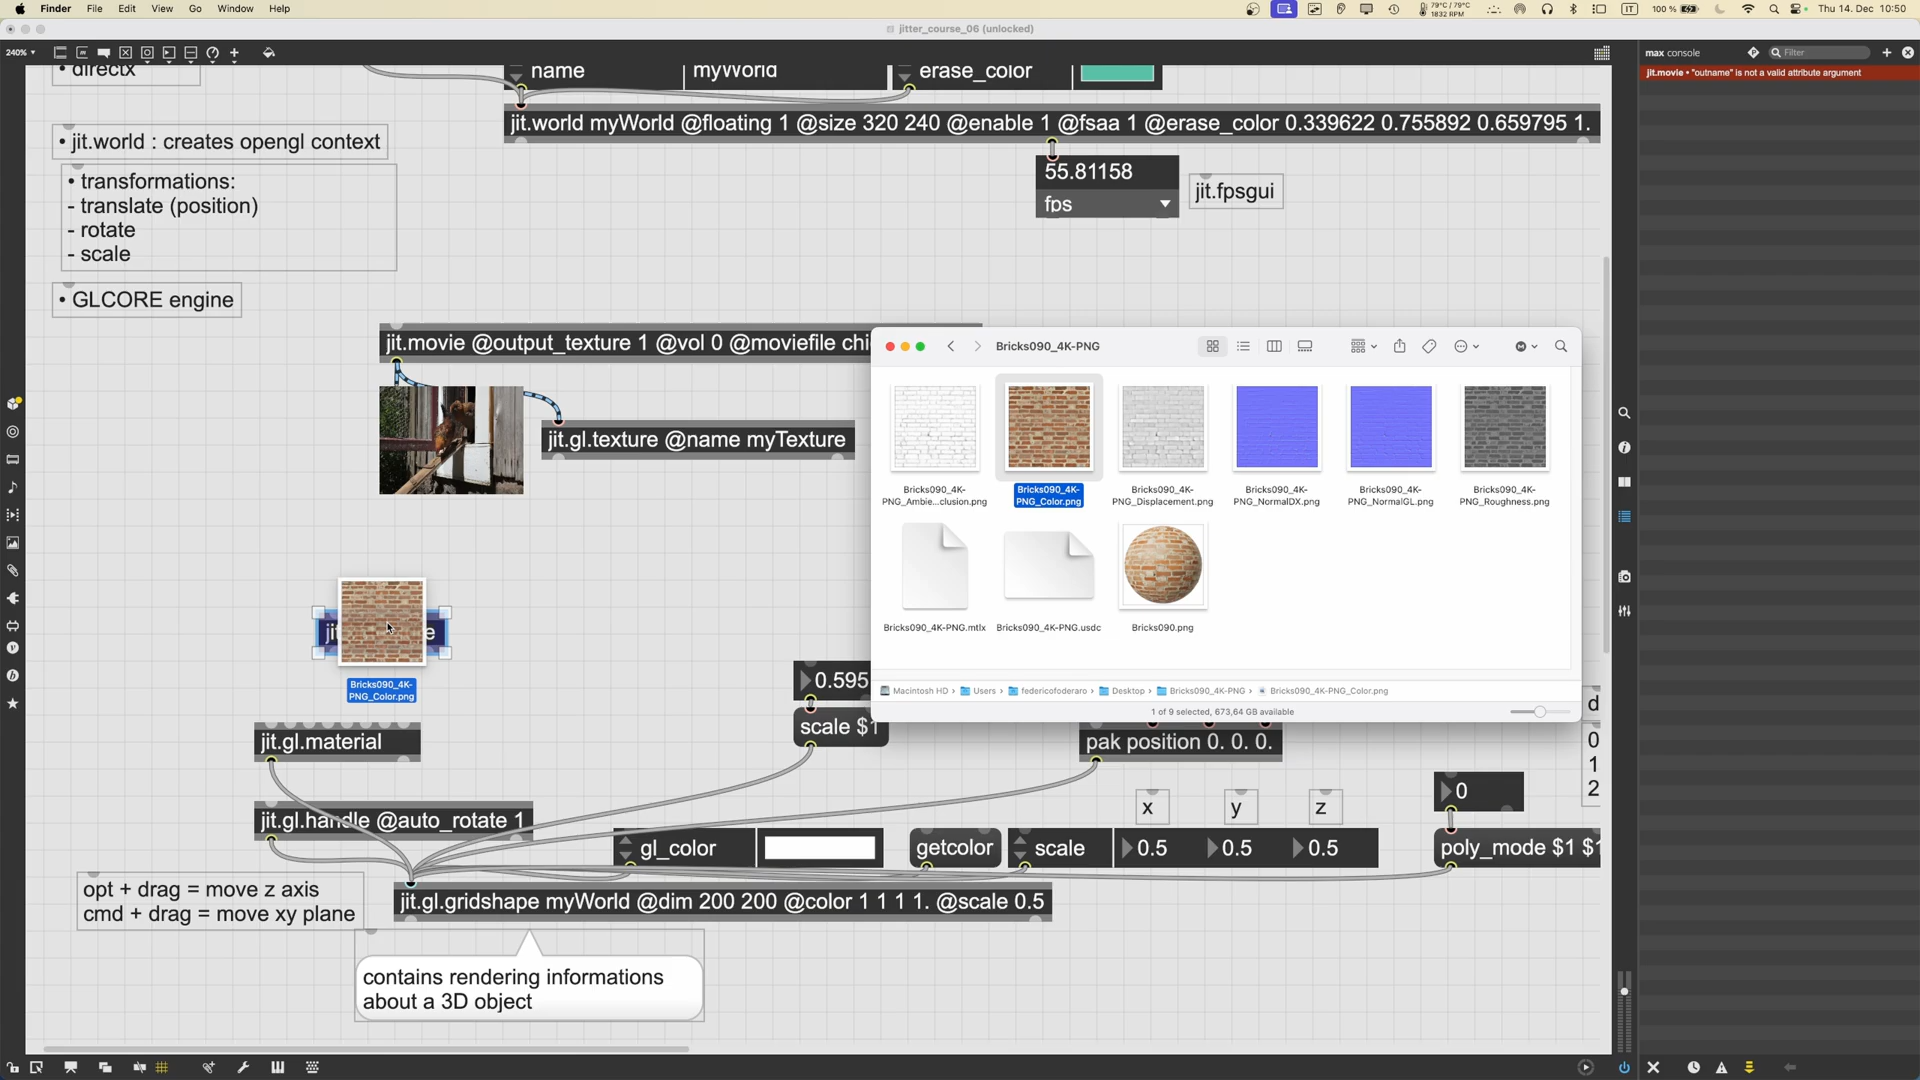 Finder File Edit View Go Window Help
79°C / 79°C
1832 RPM
IT
100 %
Thu 14. Dec 10:50
jitter_course_06 (unlocked)
240%
max console
Filter
jit.movie • "outname" is not a valid attribute argument
• directx
name
myWorld
erase_color
• jit.world : creates opengl context
jit.world myWorld @floating 1 @size 320 240 @enable 1 @fsaa 1 @erase_color 0.339622 0.755892 0.659795 1.
• transformations:
- translate (position)
- rotate
- scale
55.81158
fps
jit.fpsgui
• GLCORE engine
jit.movie @output_texture 1 @vol 0 @moviefile chi
jit.gl.texture @name myTexture
Bricks090_4K-PNG
Bricks090_4K-
PNG_Ambie...clusion.png
Bricks090_4K-
PNG_Color.png
Bricks090_4K-
PNG_Displacement.png
Bricks090_4K-
PNG_NormalDX.png
Bricks090_4K-
PNG_NormalGL.png
Bricks090_4K-
PNG_Roughness.png
Bricks090_4K-PNG.mtlx
Bricks090_4K-PNG.usdc
Bricks090.png
Macintosh HD › Users › federicofoderaro › Desktop › Bricks090_4K-PNG › Bricks090_4K-PNG_Color.png
1 of 9 selected, 673,64 GB available
Bricks090_4K-
PNG_Color.png
0.595
scale $1
jit.gl.material
pak position 0. 0. 0.
d
0
1
2
x
y
z
0
jit.gl.handle @auto_rotate 1
gl_color
getcolor
scale
0.5
0.5
0.5
poly_mode $1 $1
opt + drag = move z axis
cmd + drag = move xy plane
jit.gl.gridshape myWorld @dim 200 200 @color 1 1 1 1. @scale 0.5
contains rendering informations
about a 3D object